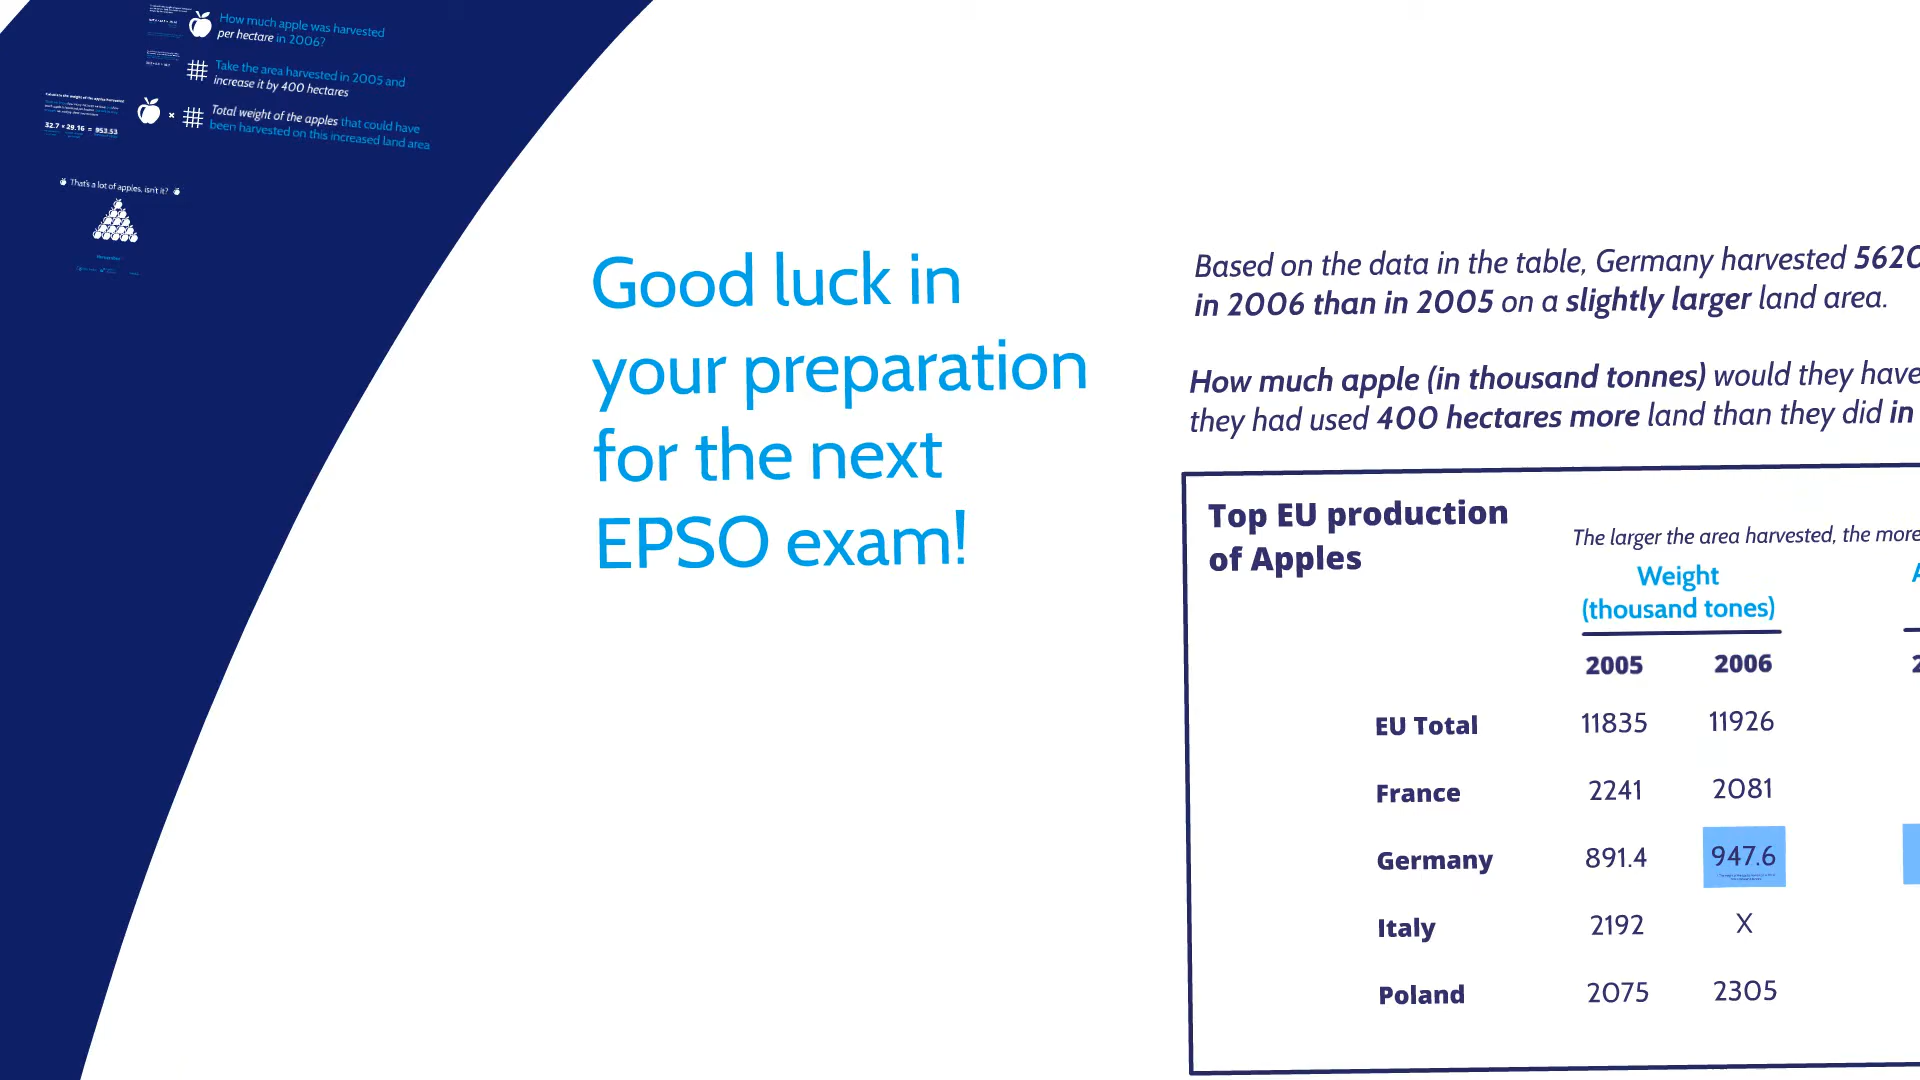 How much apple was harvested
per hectare in 2006?
Take the area harvested in 2005 and
increase it by 400 hectares
×
Total weight of the apples that could have
been harvested on this increased land area
32.7 × 29.16 = 953.53
That's a lot of apples, isn't it?
Good luck in
your preparation
for the next
EPSO exam!
Based on the data in the table, Germany harvested 5620
in 2006 than in 2005 on a slightly larger land area.
How much apple (in thousand tonnes) would they have
they had used 400 hectares more land than they did in
Top EU production
of Apples
The larger the area harvested, the more
Weight
(thousand tones)
2005 2006
EU Total 11835 11926
France 2241 2081
Germany 891.4 947.6
Italy 2192 X
Poland 2075 2305